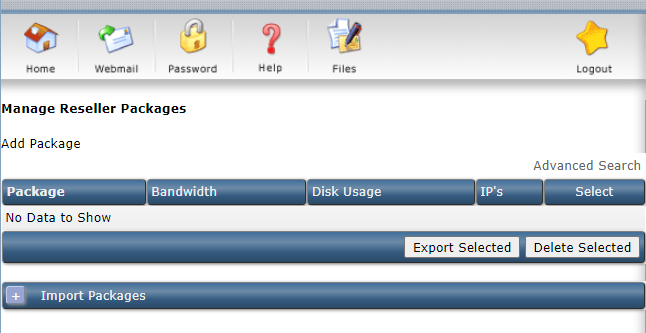 Home Webmail Password Help Files Logout
Manage Reseller Packages
Add Package
Advanced Search
Package Bandwidth Disk Usage IP's Select
No Data to Show
Export Selected Delete Selected
+ Import Packages